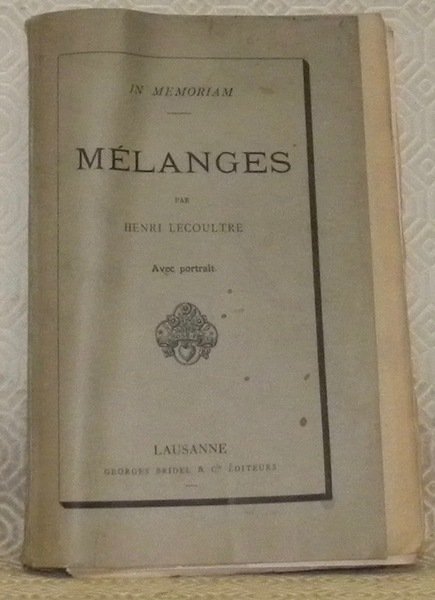 IN MEMORIAM
MÉLANGES
PAR
HENRI LECOULTRE
Avec portrait.
LAUSANNE
GEORGES BRIDEL & Cie ÉDITEURS